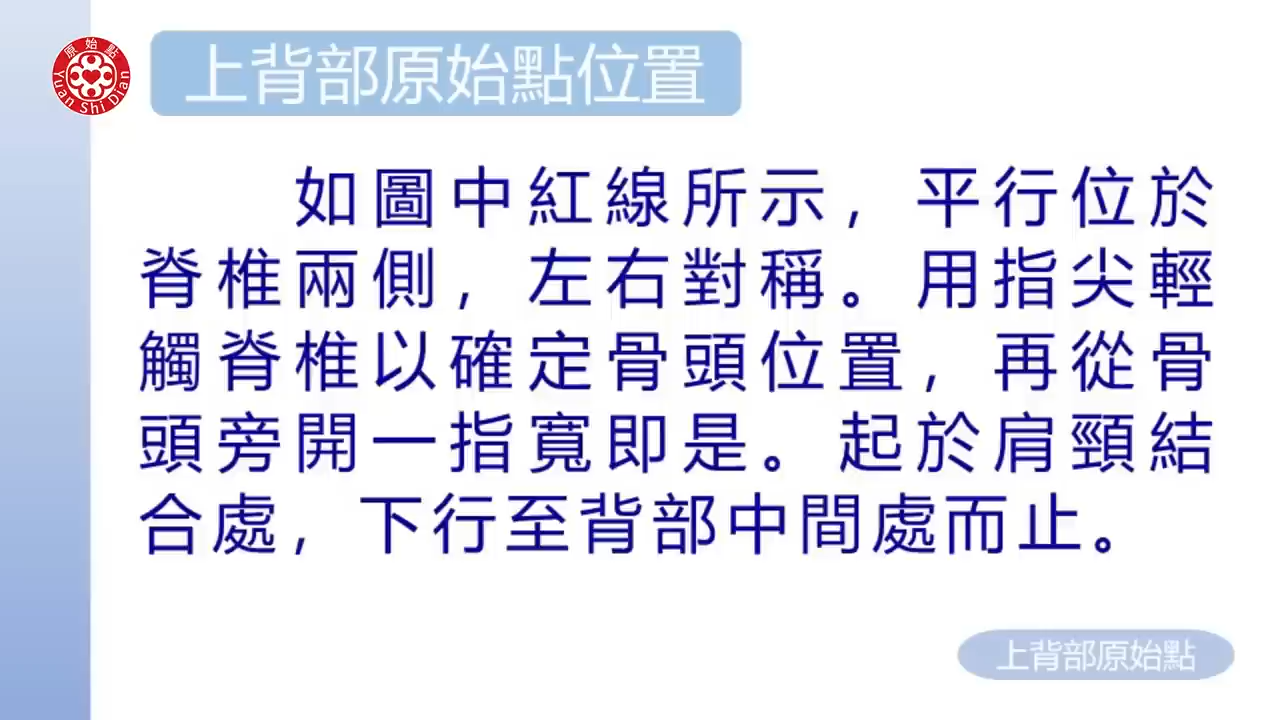 原始點
Yuan Shi Dian
上背部原始點位置
如圖中紅線所示，平行位於
脊椎兩側，左右對稱。用指尖輕
觸脊椎以確定骨頭位置，再從骨
頭旁開一指寬即是。起於肩頸結
合處，下行至背部中間處而止。
上背部原始點